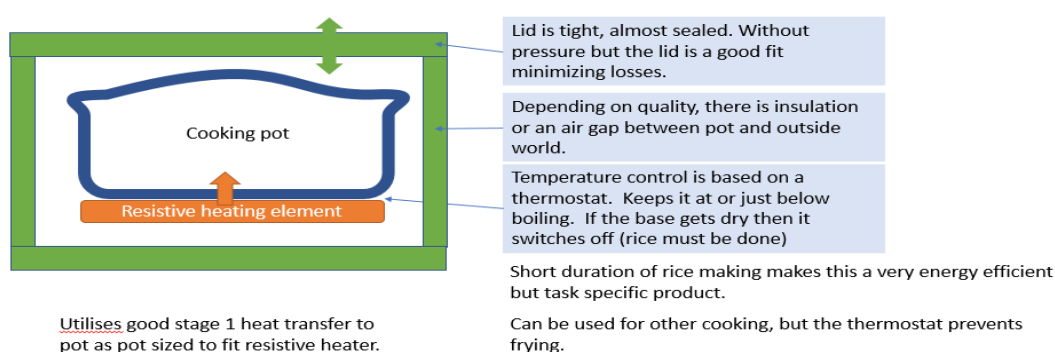 Lid is tight, almost sealed. Without
pressure but the lid is a good fit
minimizing losses.
Depending on quality, there is insulation
or an air gap between pot and outside
world.
Cooking pot
Temperature control is based on a
thermostat. Keeps it at or just below
boiling. If the base gets dry then it
switches off (rice must be done)
Resistive heating element
Short duration of rice making makes this a very energy efficient
but task specific product.
Utilises good stage 1 heat transfer to
pot as pot sized to fit resistive heater.
Can be used for other cooking, but the thermostat prevents
frying.